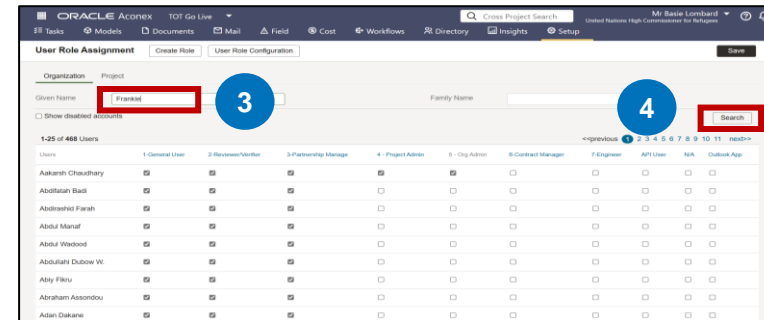 ORACLE Aconex TOT Go Live Cross Project Search Mr Basie Lombard
United Nations High Commissioner for Refugees
Tasks Models Documents Mail Field Cost Workflows Directory Insights Setup
User Role Assignment Create Role User Role Configuration Save
Organization Project
Given Name Frankie Family Name
3
4
Show disabled accounts Search
1-25 of 468 Users <<previous 1 2 3 4 5 6 7 8 9 10 11 next>>
Users 1-General User 2-Reviewer/Verifier 3-Partnership Manage 4 - Project Admin 5 - Org Admin 6-Contract Manager 7-Engineer API User N/A Outlook App
Aakarsh Chaudhary
Abdifatah Badi
Abdirashid Farah
Abdul Manaf
Abdul Wadood
Abdullahi Dubow W.
Abiy Fikru
Abraham Assondou
Adan Dakane